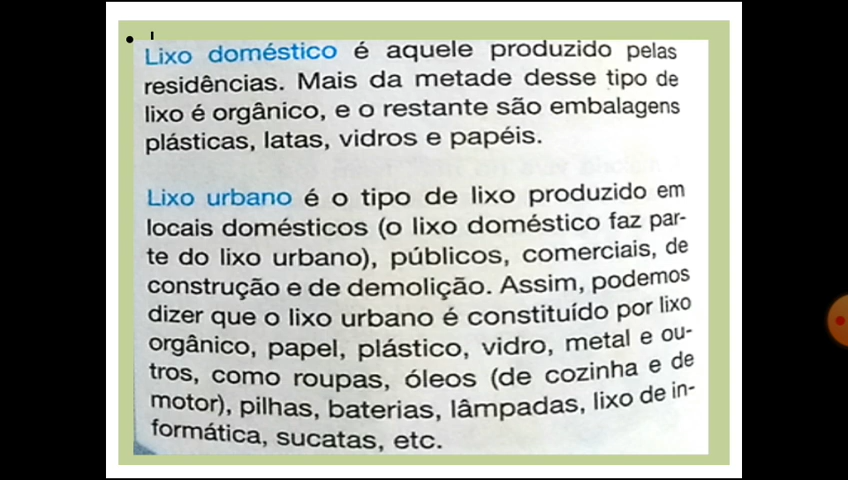 Lixo doméstico é aquele produzido pelas
residências. Mais da metade desse tipo de
lixo é orgânico, e o restante são embalagens
plásticas, latas, vidros e papéis.
Lixo urbano é o tipo de lixo produzido em
locais domésticos (o lixo doméstico faz par-
te do lixo urbano), públicos, comerciais, de
construção e de demolição. Assim, podemos
dizer que o lixo urbano é constituído por lixo
orgânico, papel, plástico, vidro, metal e ou-
tros, como roupas, óleos (de cozinha e de
motor), pilhas, baterias, lâmpadas, lixo de in-
formática, sucatas, etc.